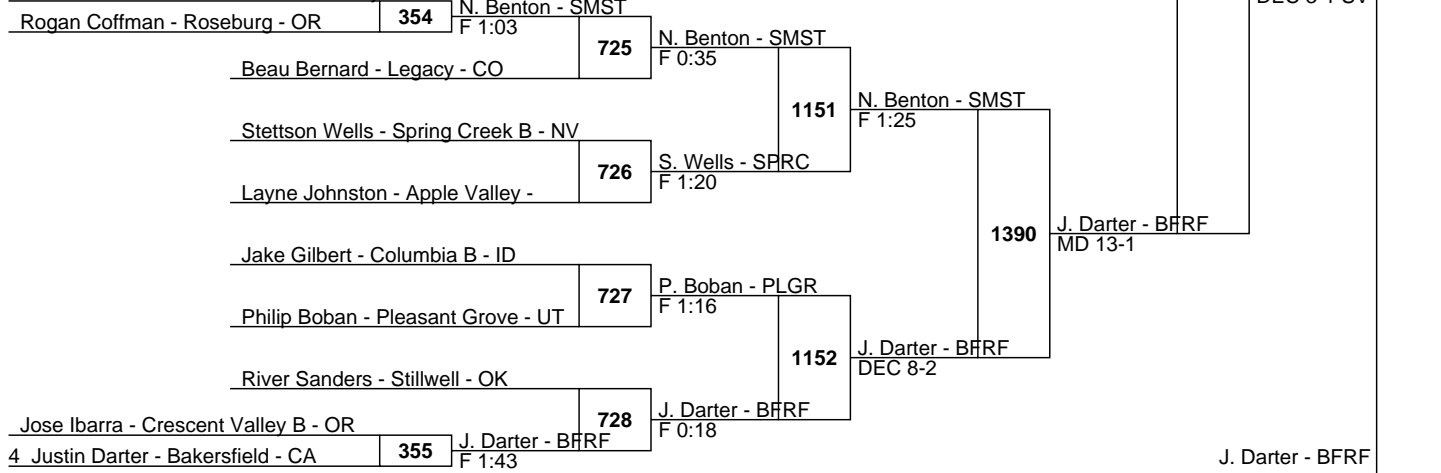 N. Benton - SMST
Rogan Coffman - Roseburg - OR
354
F 1:03
725
N. Benton - SMST
F 0:35
Beau Bernard - Legacy - CO
1151
N. Benton - SMST
F 1:25
Stettson Wells - Spring Creek B - NV
726
S. Wells - SPRC
F 1:20
Layne Johnston - Apple Valley -
1390
J. Darter - BFRF
MD 13-1
Jake Gilbert - Columbia B - ID
727
P. Boban - PLGR
F 1:16
Philip Boban - Pleasant Grove - UT
1152
J. Darter - BFRF
DEC 8-2
River Sanders - Stillwell - OK
728
J. Darter - BFRF
F 0:18
Jose Ibarra - Crescent Valley B - OR
355
J. Darter - BFRF
F 1:43
4 Justin Darter - Bakersfield - CA
J. Darter - BFRF